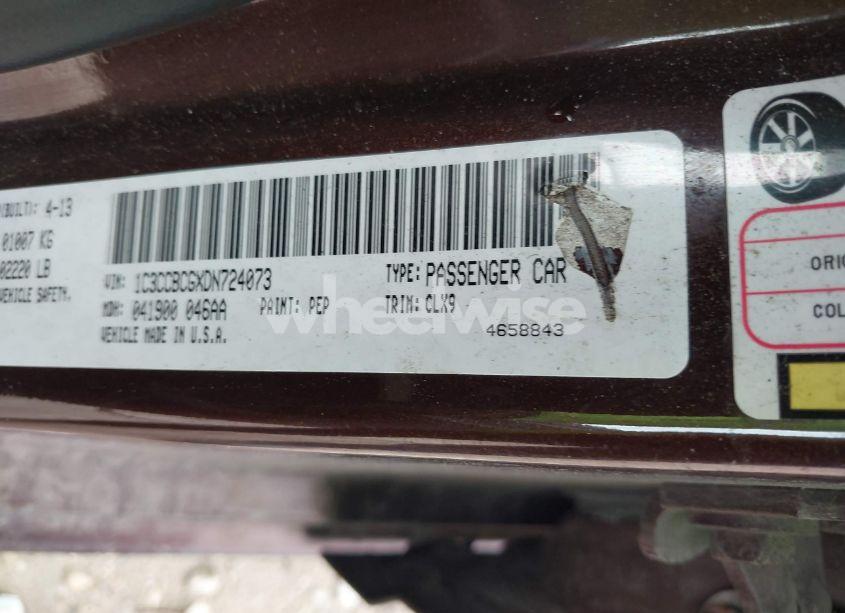 (BUILT): 4-13
01007 KG
02220 LB
VEHICLE SAFETY.
VIN: 1C3CCBCGXDN724073
TYPE: PASSENGER CAR
MDH: 041900 046AA
PAINT: PEP
TRIM: CLX9
VEHICLE MADE IN U.S.A.
4658843
wheelwise
ORI
COL